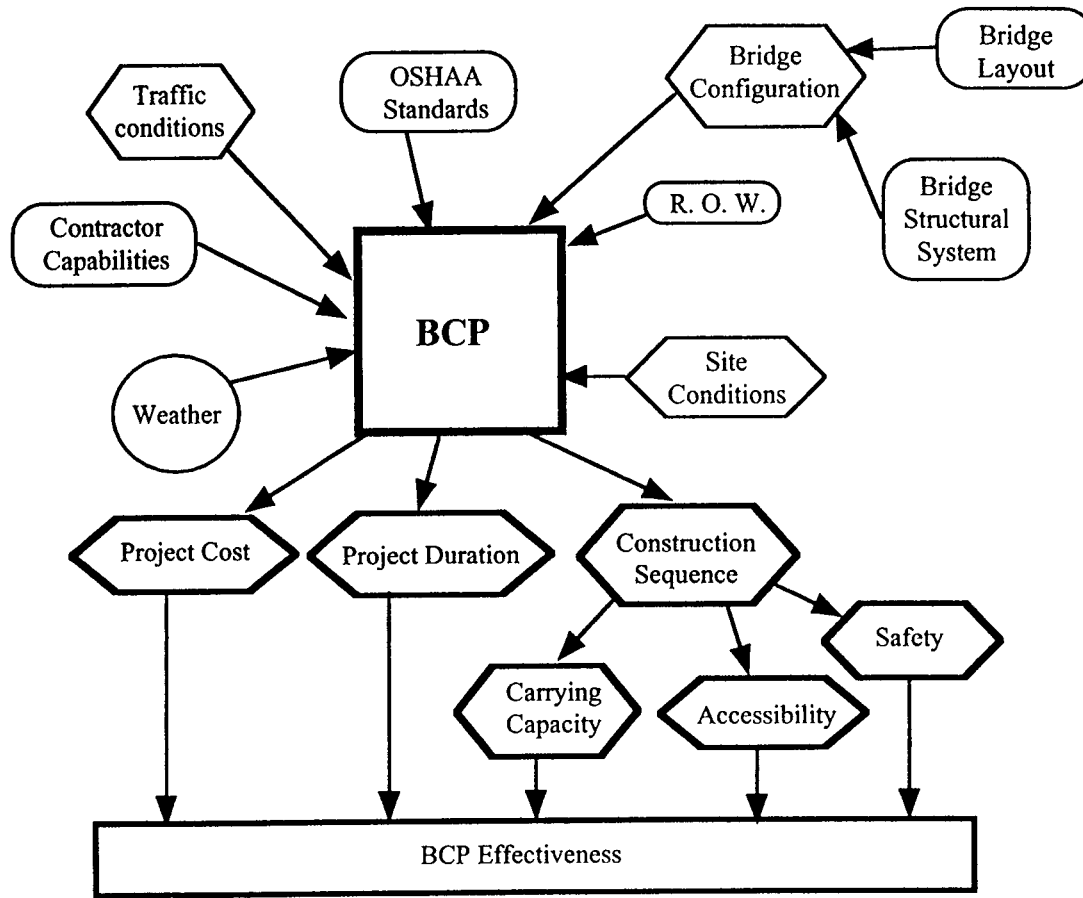 Bridge
Layout
OSHAA
Standards
Bridge
Configuration
Traffic
conditions
R. O. W.
Bridge
Structural
System
Contractor
Capabilities
BCP
Site
Conditions
Weather
Project Cost
Project Duration
Construction
Sequence
Safety
Carrying
Capacity
Accessibility
BCP Effectiveness